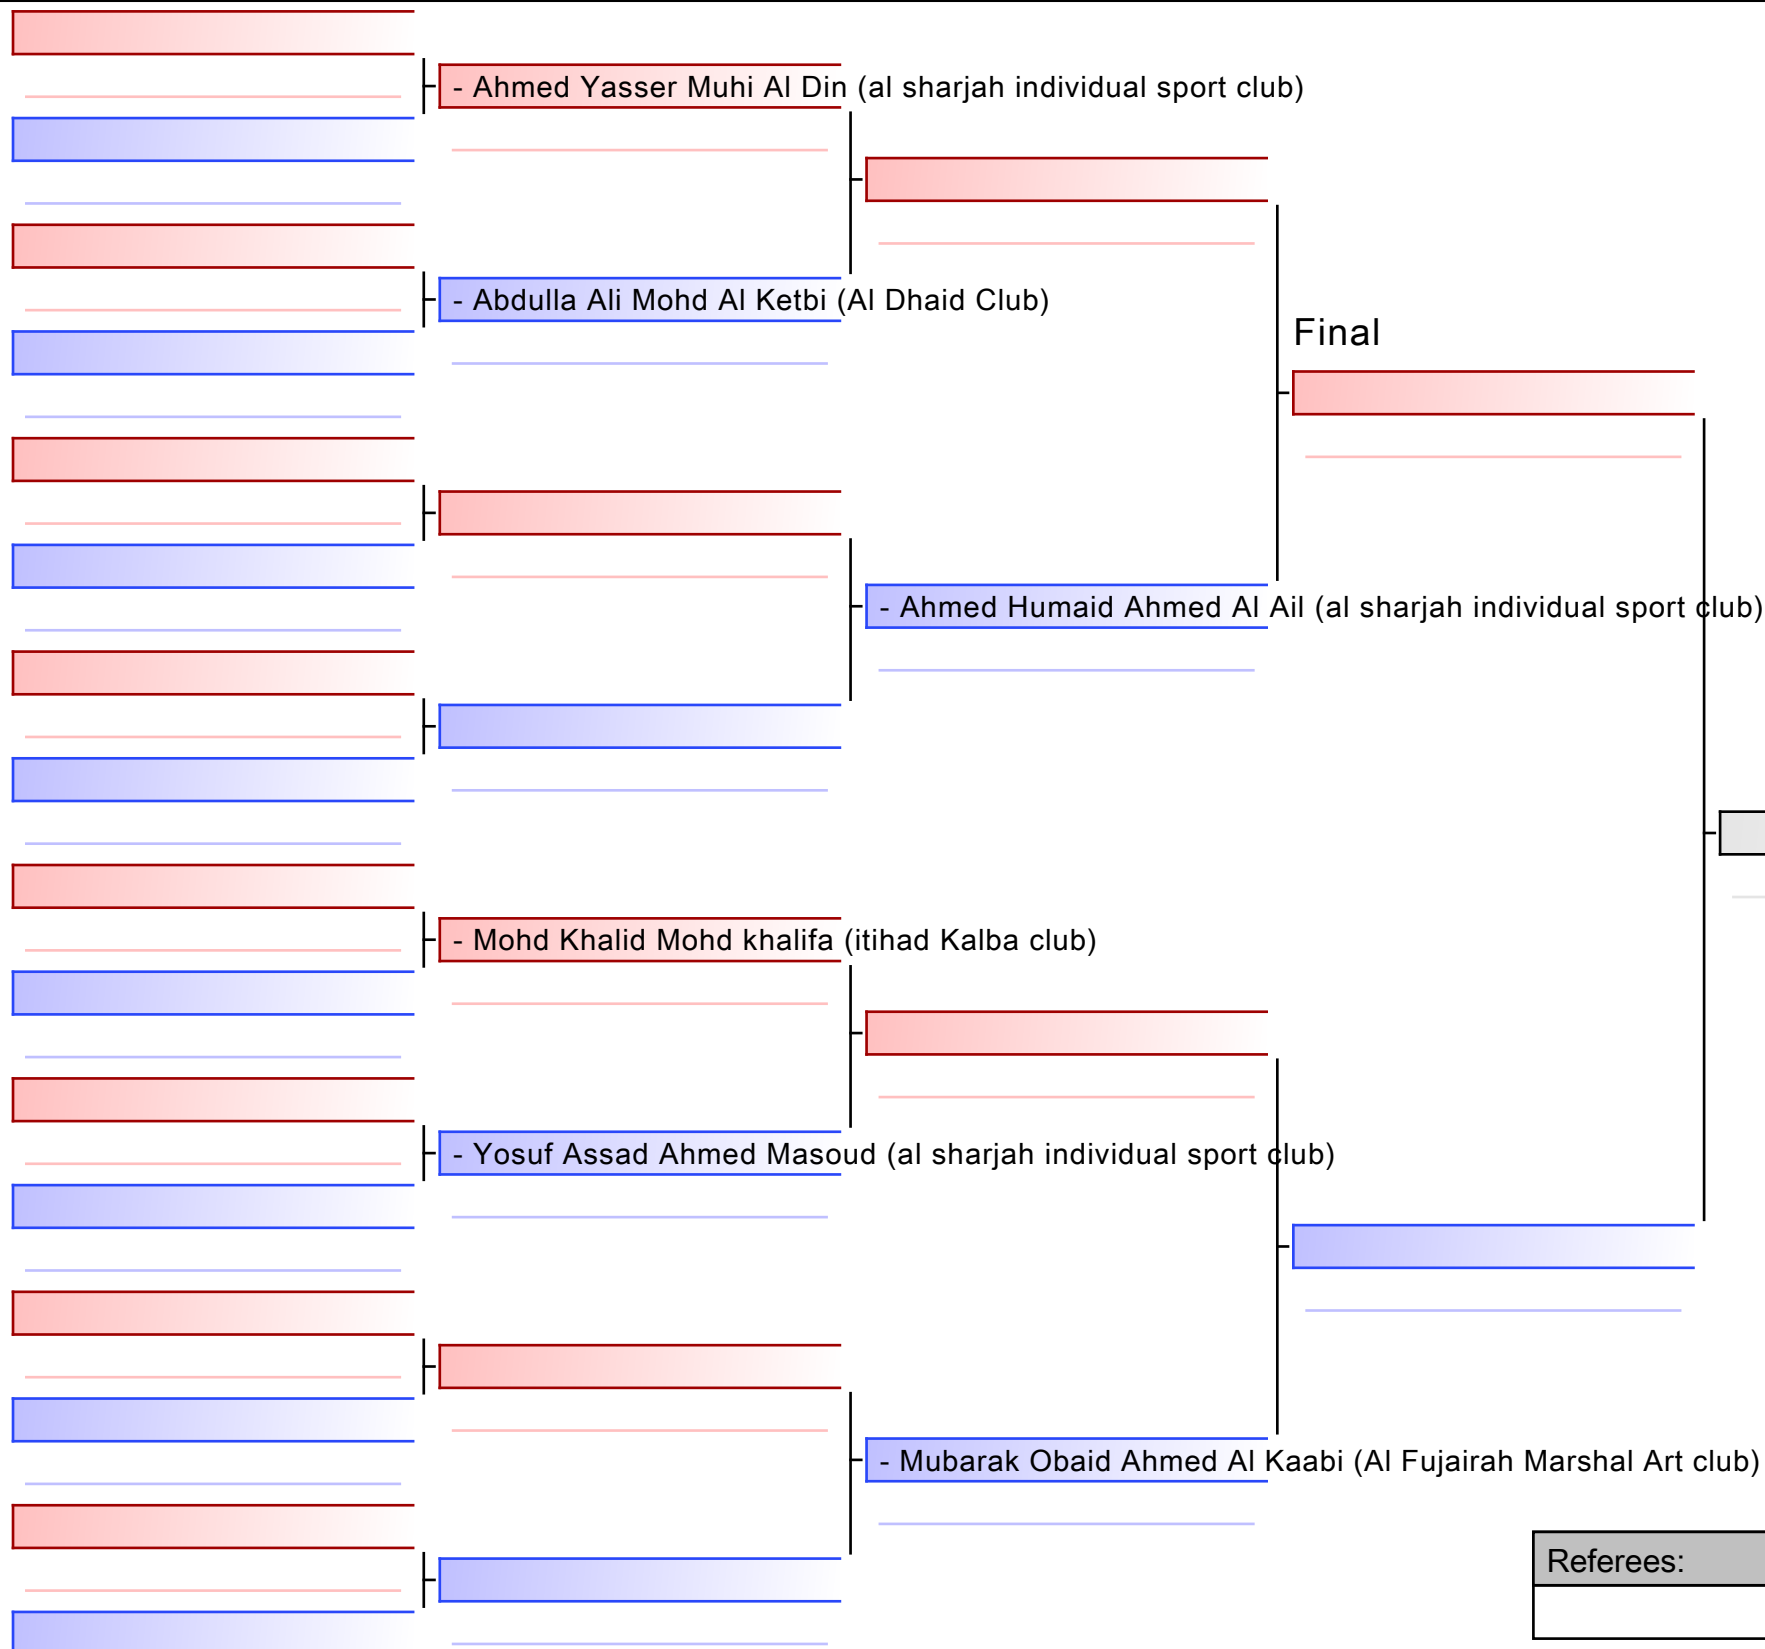 - Ahmed Yasser Muhi Al Din (al sharjah individual sport club)
- Abdulla Ali Mohd Al Ketbi (Al Dhaid Club)
Final
- Ahmed Humaid Ahmed Al Ail (al sharjah individual sport club)
- Mohd Khalid Mohd khalifa (itihad Kalba club)
- Yosuf Assad Ahmed Masoud (al sharjah individual sport club)
- Mubarak Obaid Ahmed Al Kaabi (Al Fujairah Marshal Art club)
Referees: